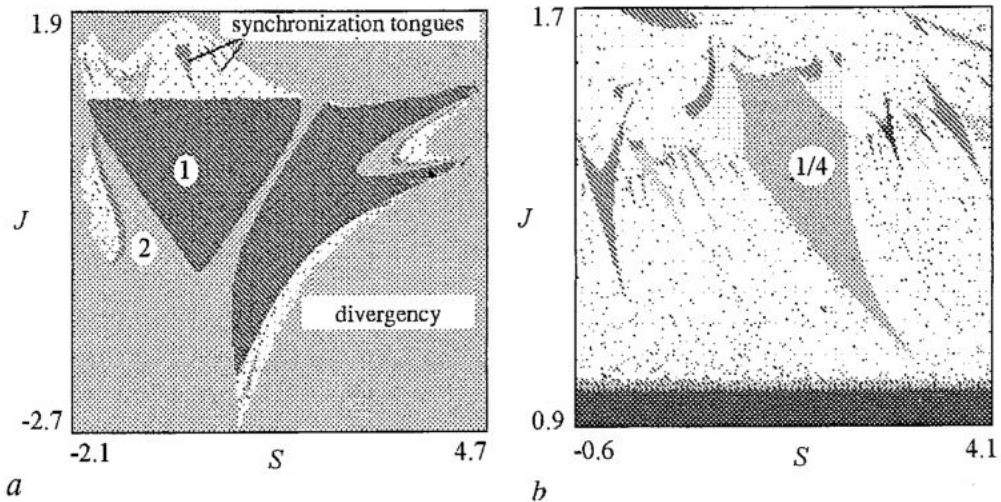 1.9
synchronization tongues
1
J
2
divergency
-2.7
-2.1
S
4.7
a
1.7
J
1/4
0.9
-0.6
S
4.1
b